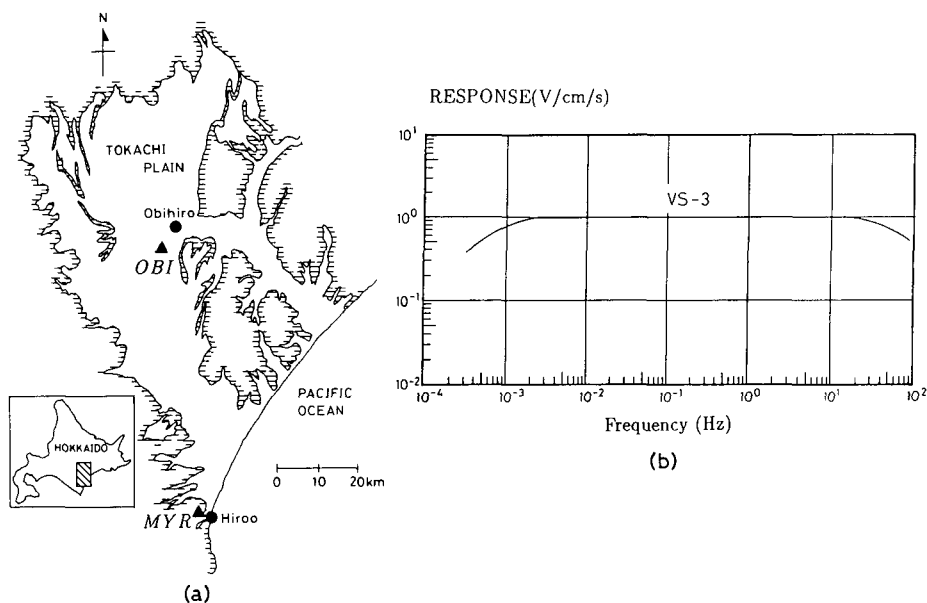 N
TOKACHI
PLAIN
Obihiro
OBI
PACIFIC
OCEAN
HOKKAIDO
0 10 20km
MYR
Hiroo
(a)
RESPONSE(V/cm/s)
10¹
VS-3
10⁰
10⁻¹
10⁻²
10⁻⁴ 10⁻³ 10⁻² 10⁻¹ 10⁰ 10¹ 10²
Frequency (Hz)
(b)